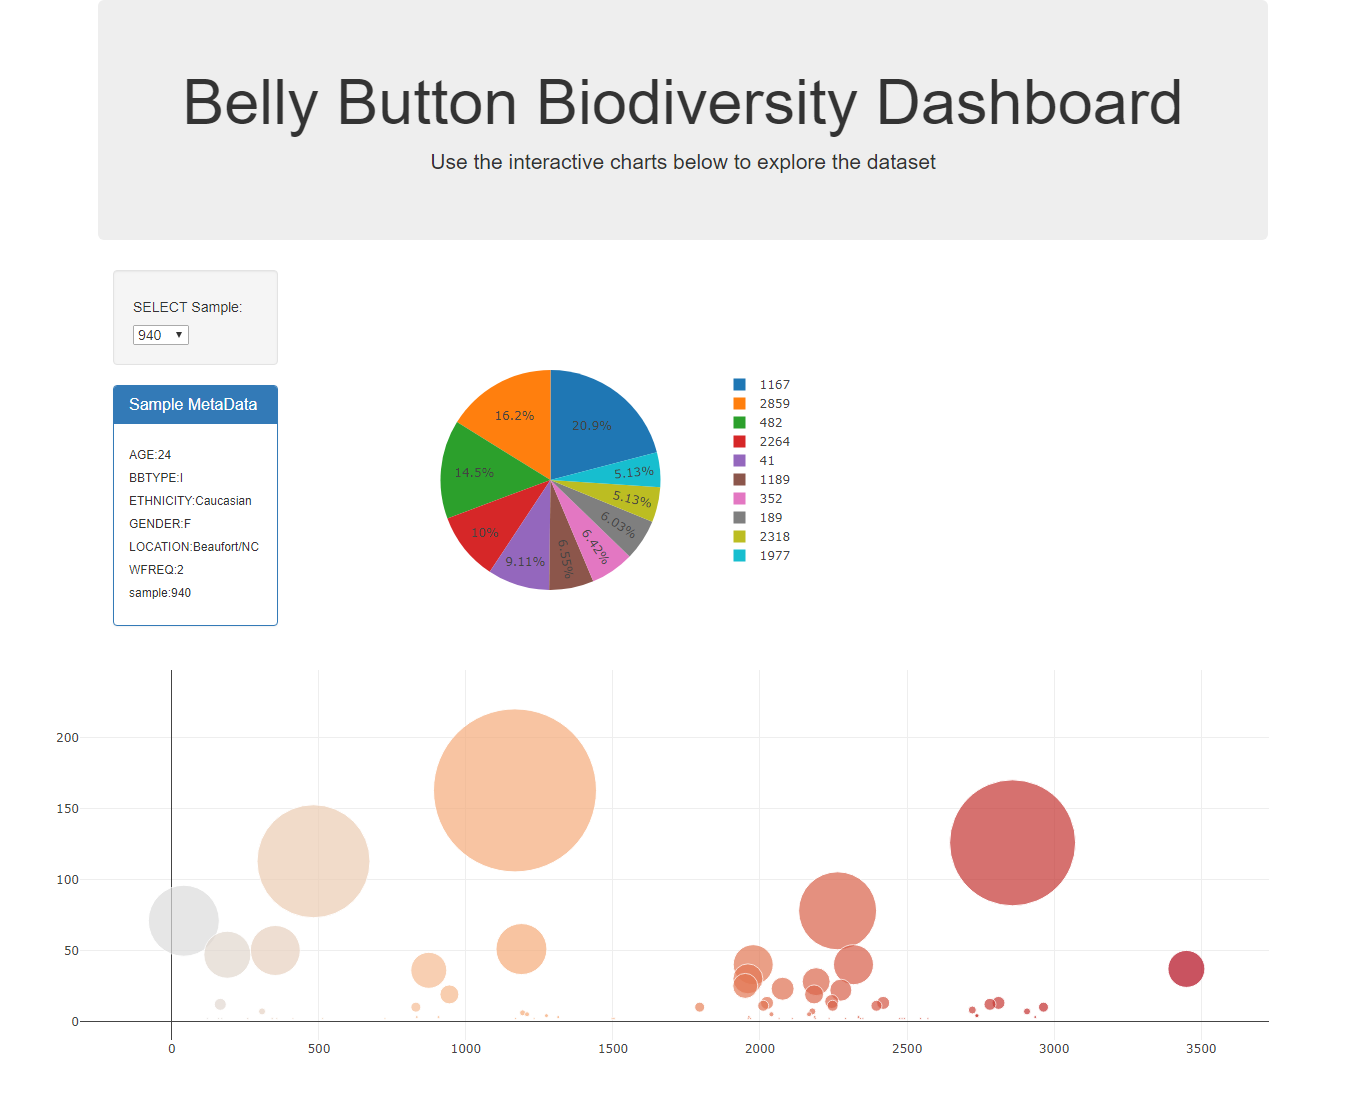 Belly Button Biodiversity Dashboard
Use the interactive charts below to explore the dataset
SELECT Sample:
940
Sample MetaData
AGE:24
BBTYPE:I
ETHNICITY:Caucasian
GENDER:F
LOCATION:Beaufort/NC
WFREQ:2
sample:940
16.2%
20.9%
14.5%
5.13%
5.13%
10%
6.03%
9.11%
6.55%
6.42%
1167
2859
482
2264
41
1189
352
189
2318
1977
200
150
100
50
0
0 500 1000 1500 2000 2500 3000 3500